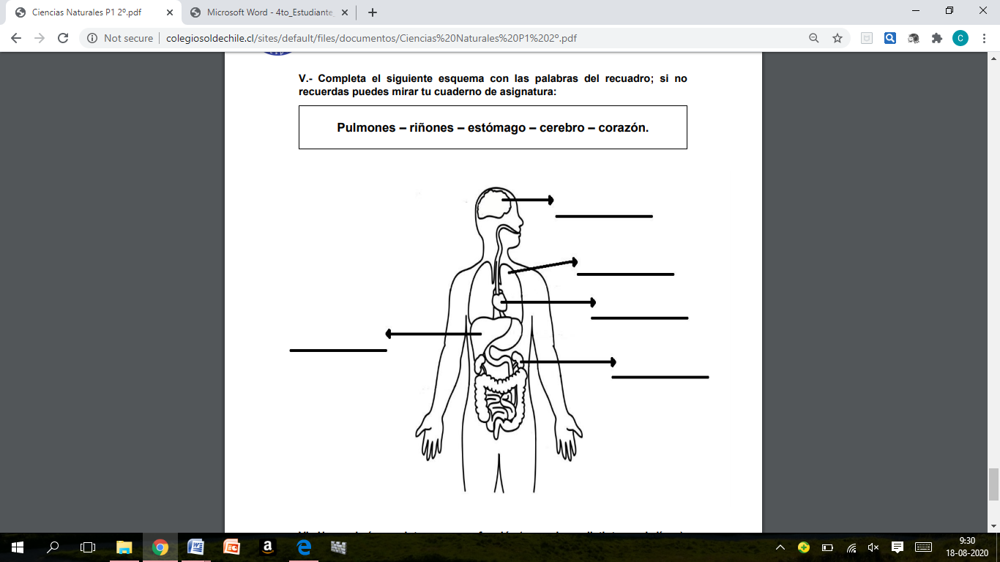 Ciencias Naturales P1 2º.pdf
Microsoft Word - 4to_Estudiante_
Not secure
colegiosoldechile.cl/sites/default/files/documentos/Ciencias%20Naturales%20P1%202º.pdf
C
V.- Completa el siguiente esquema con las palabras del recuadro; si no
recuerdas puedes mirar tu cuaderno de asignatura:
Pulmones – riñones – estómago – cerebro – corazón.
9:30
18-08-2020